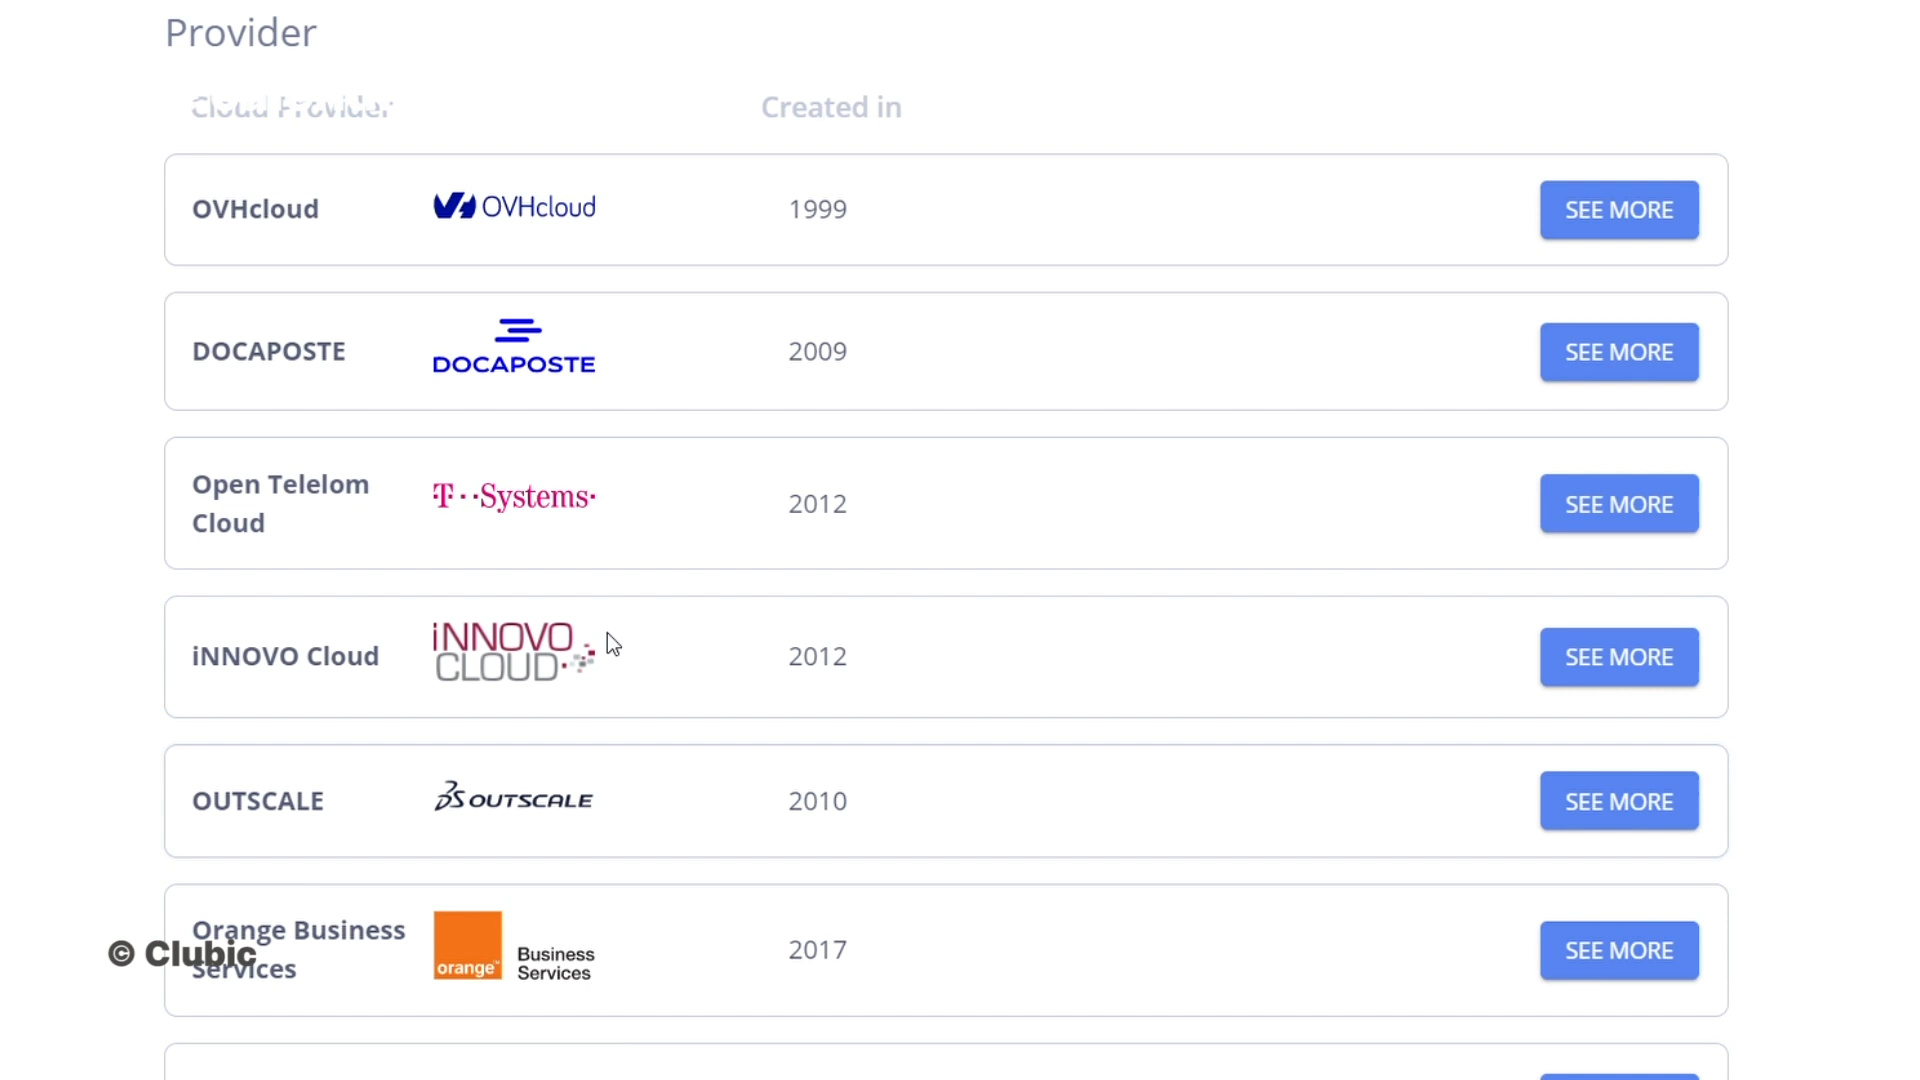 Provider
Cloud Provider
Created in
OVHcloud
OVHcloud
1999
SEE MORE
DOCAPOSTE
DOCAPOSTE
2009
SEE MORE
Open Telelom
Cloud
T··Systems·
2012
SEE MORE
iNNOVO Cloud
iNNOVO
CLOUD
2012
SEE MORE
OUTSCALE
3DS OUTSCALE
2010
SEE MORE
Orange Business
Services
orange™
Business
Services
2017
SEE MORE
© Clubic